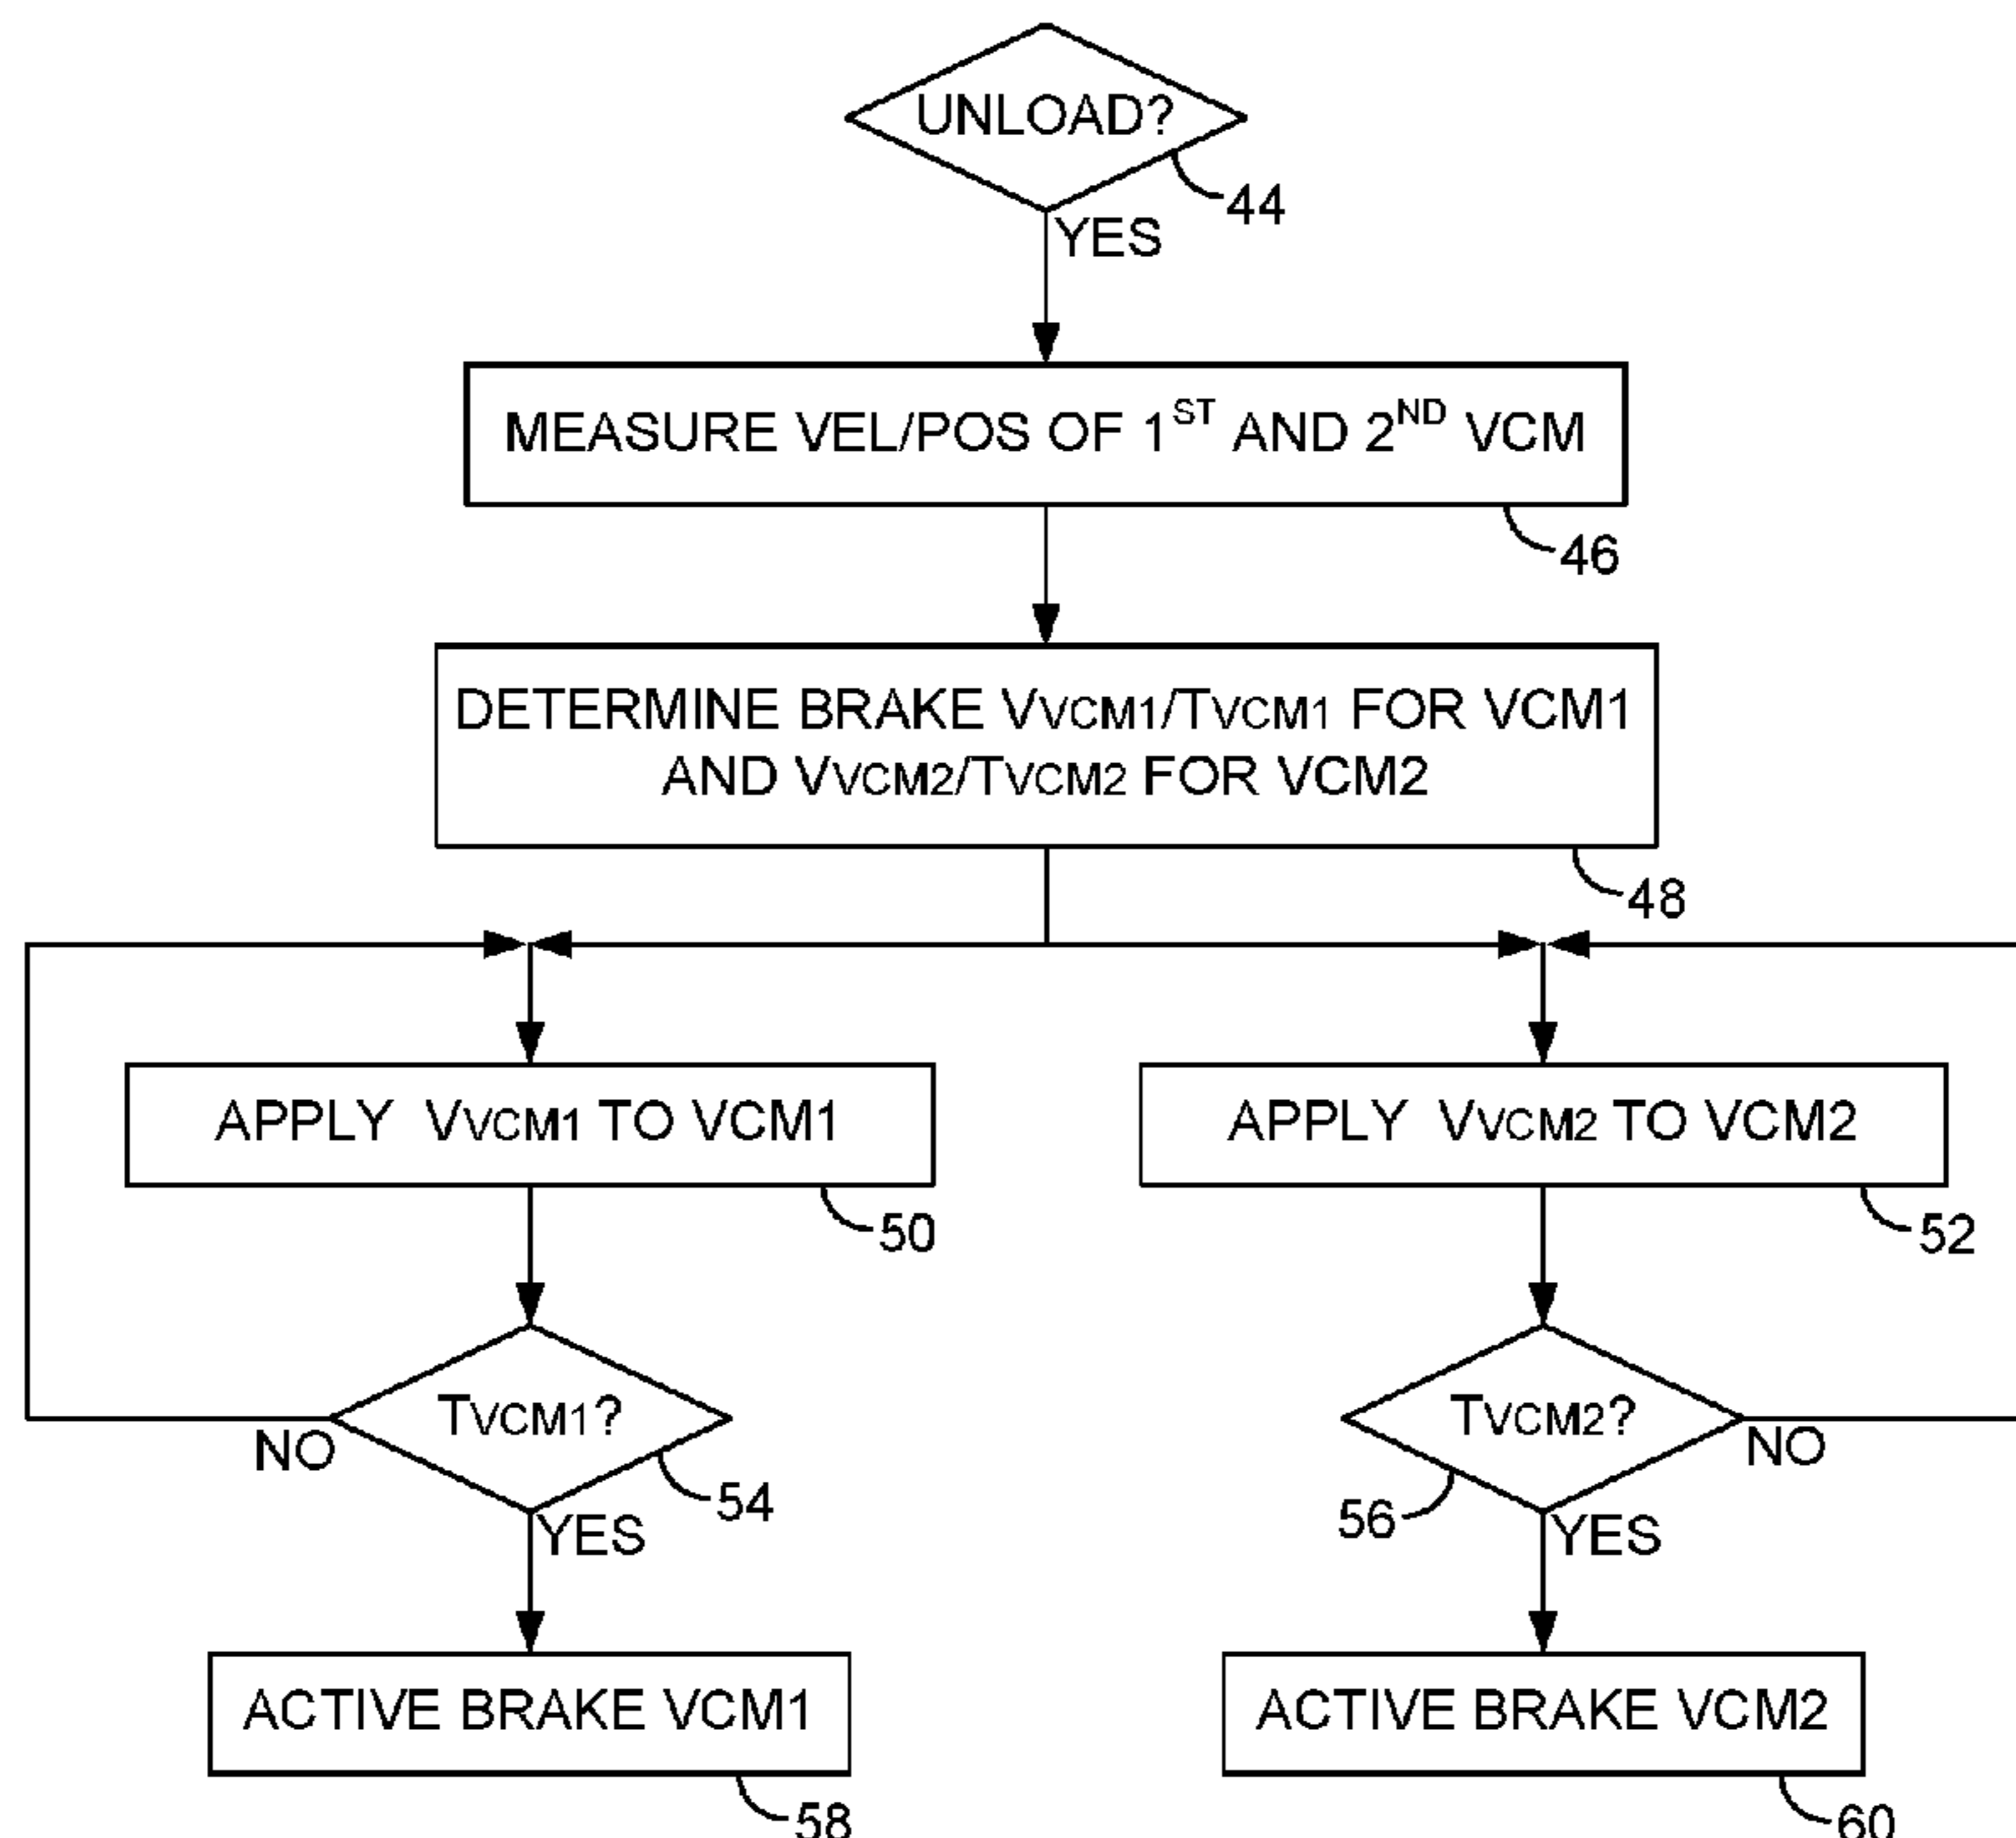 UNLOAD?
44
YES
MEASURE VEL/POS OF 1ST AND 2ND VCM
46
DETERMINE BRAKE VVCM1/TVCM1 FOR VCM1
AND VVCM2/TVCM2 FOR VCM2
48
APPLY VVCM1 TO VCM1
50
APPLY VVCM2 TO VCM2
52
TVCM1?
NO
54
YES
TVCM2?
NO
56
YES
ACTIVE BRAKE VCM1
58
ACTIVE BRAKE VCM2
60